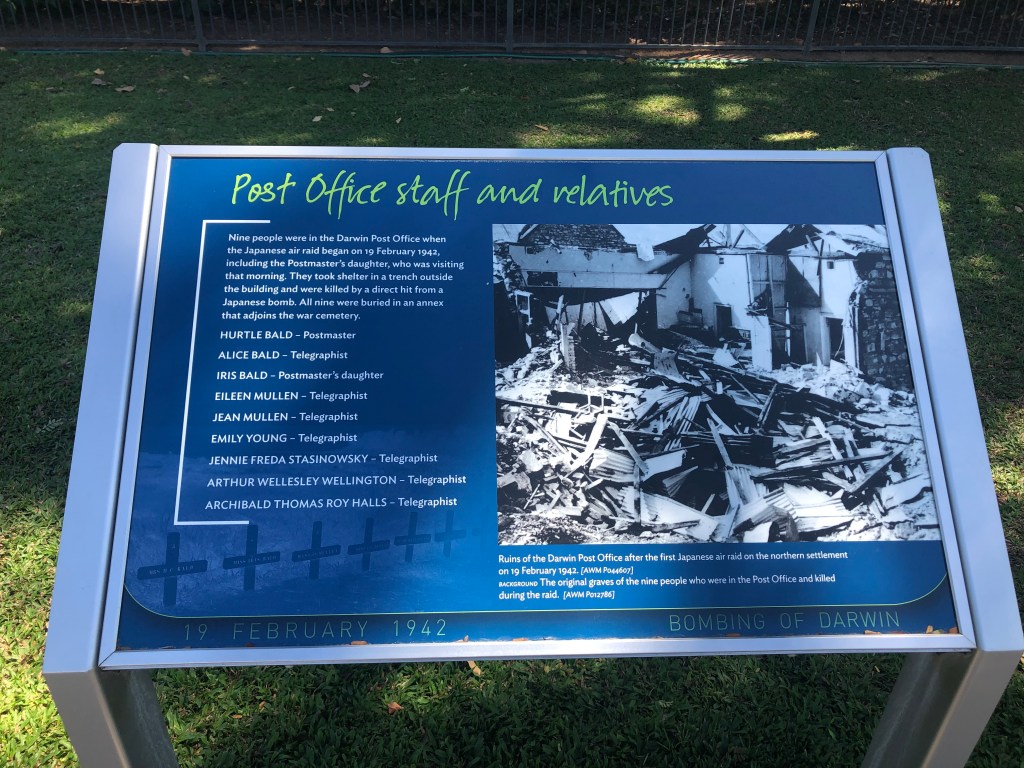 Post Office staff and relatives
Nine people were in the Darwin Post Office when
the Japanese air raid began on 19 February 1942,
including the Postmaster's daughter, who was visiting
that morning. They took shelter in a trench outside
the building and were killed by a direct hit from a
Japanese bomb. All nine were buried in an annex
that adjoins the war cemetery.
HURTLE BALD – Postmaster
ALICE BALD – Telegraphist
IRIS BALD – Postmaster's daughter
EILEEN MULLEN – Telegraphist
JEAN MULLEN – Telegraphist
EMILY YOUNG – Telegraphist
JENNIE FREDA STASINOWSKY – Telegraphist
ARTHUR WELLESLEY WELLINGTON – Telegraphist
ARCHIBALD THOMAS ROY HALLS – Telegraphist
Ruins of the Darwin Post Office after the first Japanese air raid on the northern settlement
on 19 February 1942. [AWM P044607]
BACKGROUND The original graves of the nine people who were in the Post Office and killed
during the raid. [AWM P012786]
19 FEBRUARY 1942
BOMBING OF DARWIN